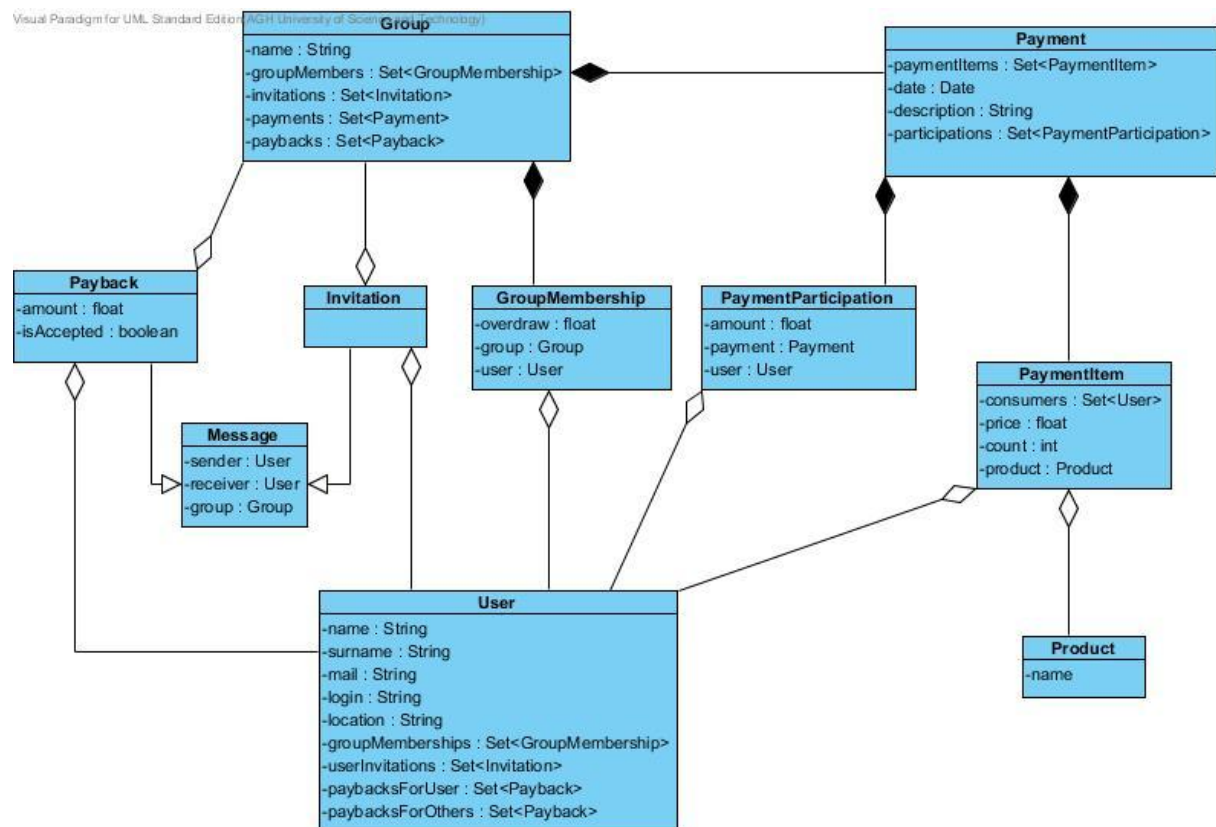 Visual Paradigm for UML Standard Edition(AGH University of Science and Technology)
Group
-name : String
-groupMembers : Set<GroupMembership>
-invitations : Set<Invitation>
-payments : Set<Payment>
-paybacks : Set<Payback>
Payment
-paymentItems : Set<PaymentItem>
-date : Date
-description : String
-participations : Set<PaymentParticipation>
Payback
-amount : float
-isAccepted : boolean
Invitation
GroupMembership
-overdraw : float
-group : Group
-user : User
PaymentParticipation
-amount : float
-payment : Payment
-user : User
PaymentItem
-consumers : Set<User>
-price : float
-count : int
-product : Product
Message
-sender : User
-receiver : User
-group : Group
User
-name : String
-surname : String
-mail : String
-login : String
-location : String
-groupMemberships : Set<GroupMembership>
-userInvitations : Set<Invitation>
-paybacksForUser : Set<Payback>
-paybacksForOthers : Set<Payback>
Product
-name